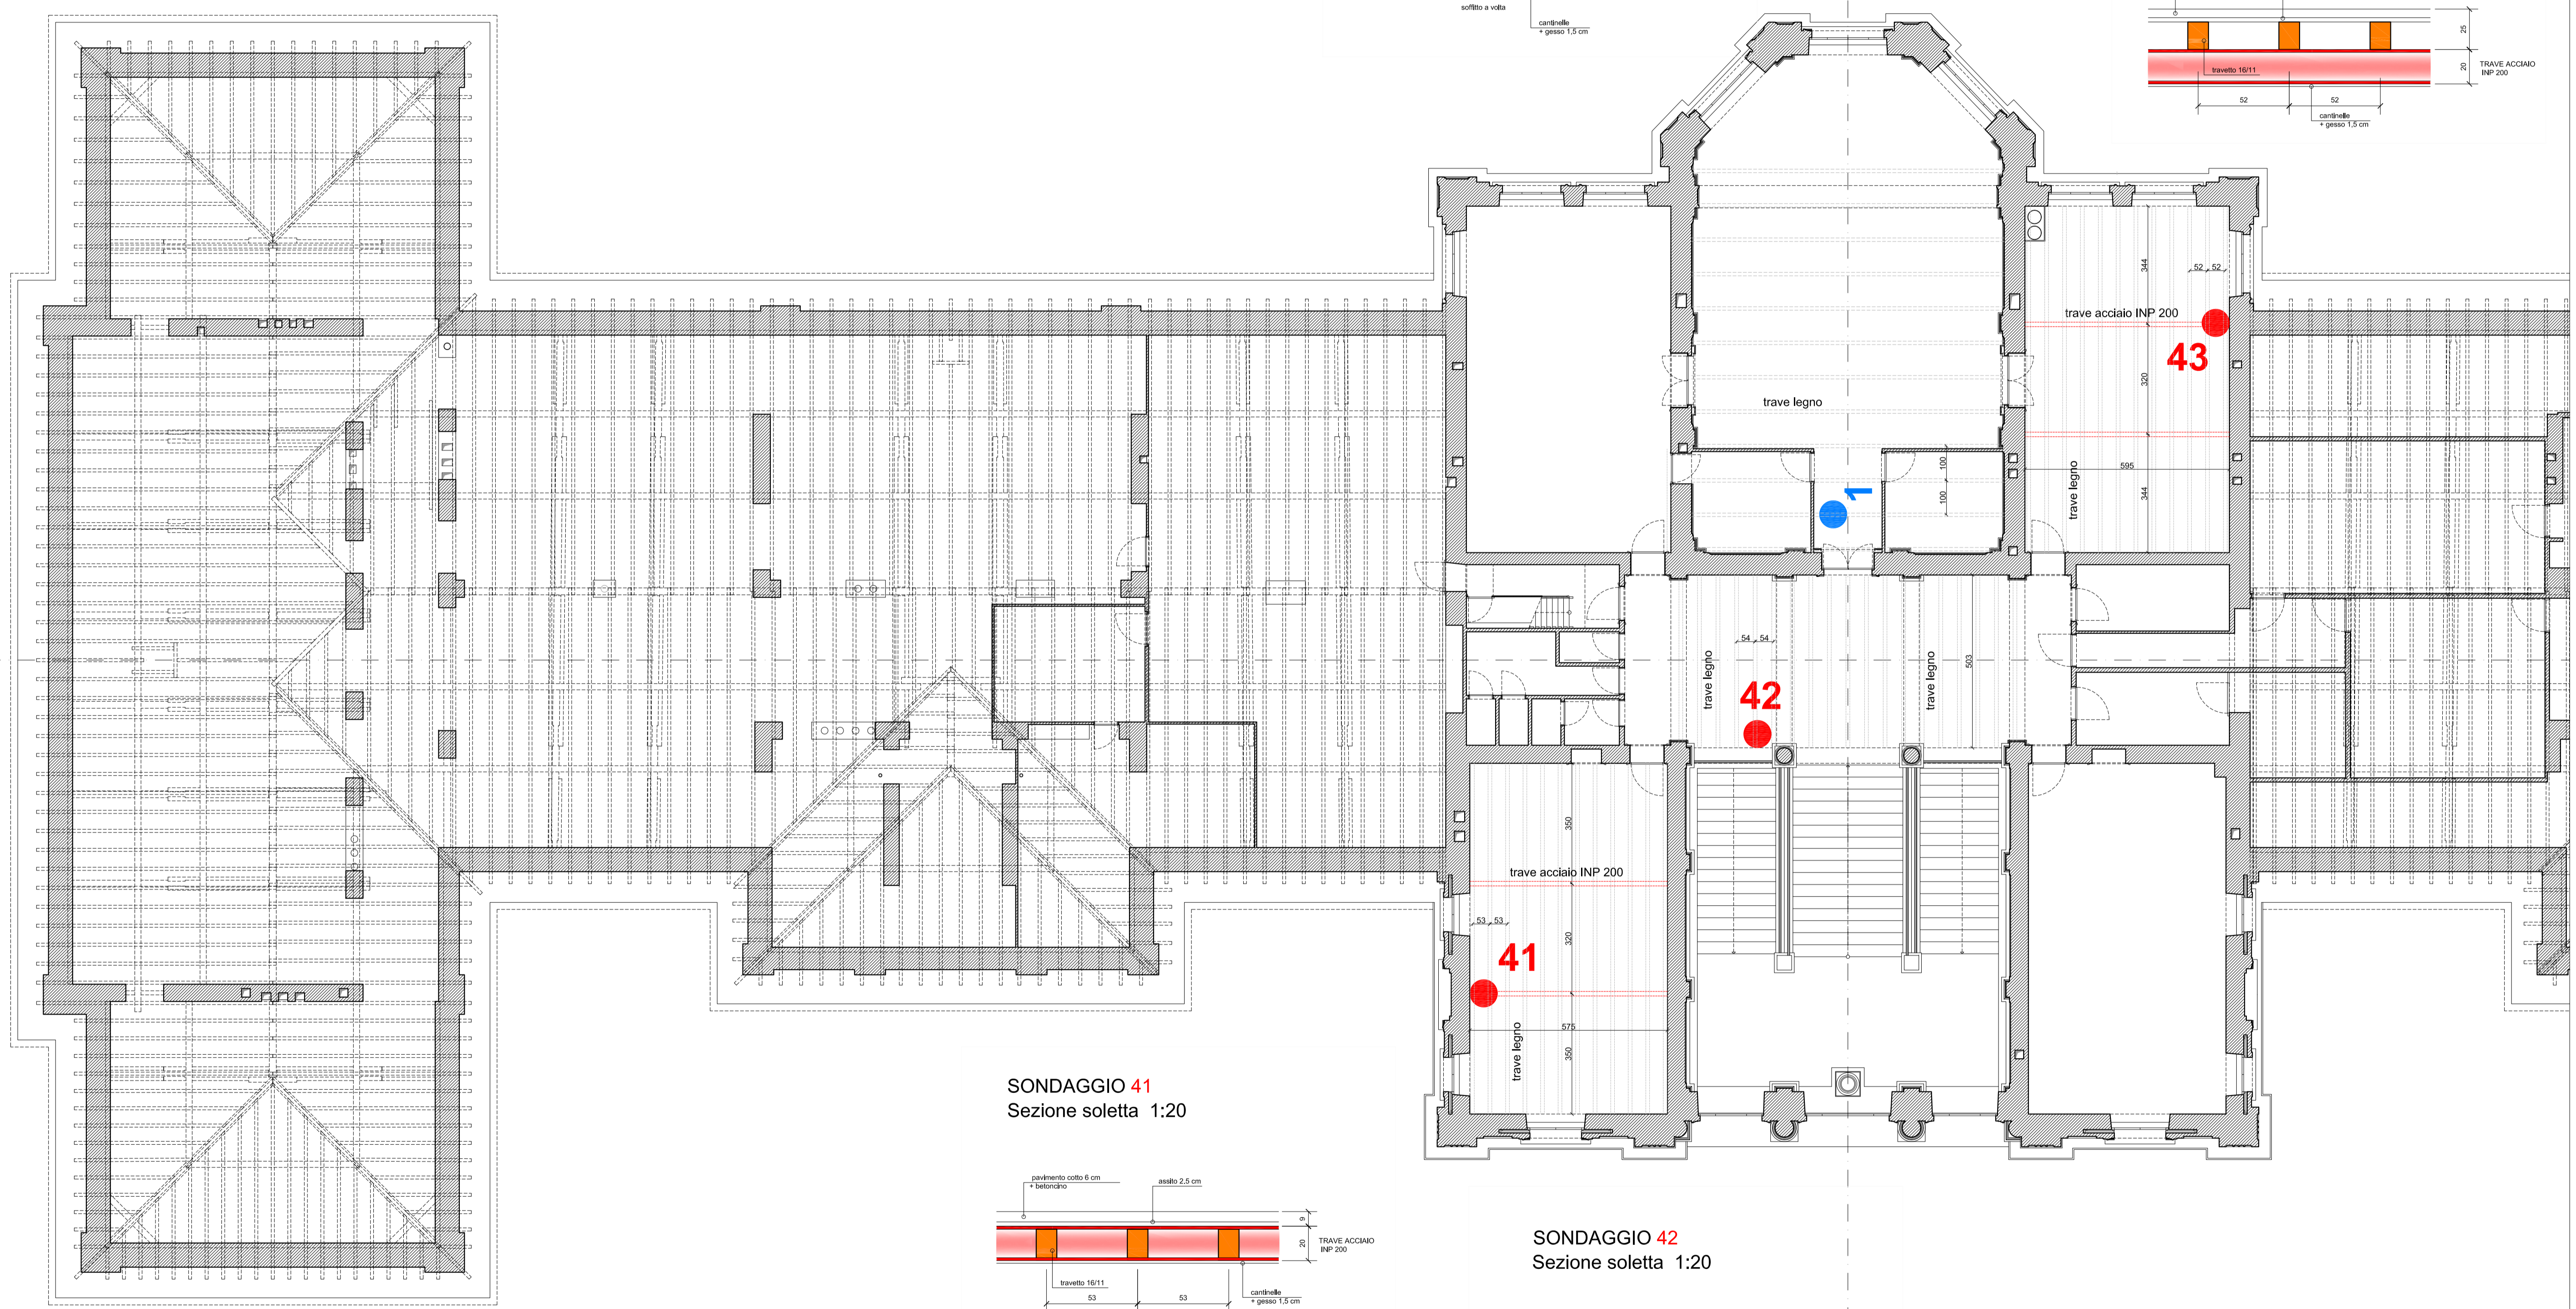 soffitto a volta
cantinelle
+ gesso 1,5 cm
25
20
TRAVE ACCIAIO
INP 200
travetto 16/11
52
52
cantinelle
+ gesso 1,5 cm
344
52
52
trave acciaio INP 200
43
320
trave legno
595
trave legno
344
100
100
1
54
54
503
trave legno
trave legno
42
350
trave acciaio INP 200
53
53
320
41
575
trave legno
350
SONDAGGIO 41
Sezione soletta 1:20
pavimento cotto 6 cm
+ betoncino
assito 2,5 cm
9
20
TRAVE ACCIAIO
INP 200
travetto 16/11
53
53
cantinelle
+ gesso 1,5 cm
SONDAGGIO 42
Sezione soletta 1:20